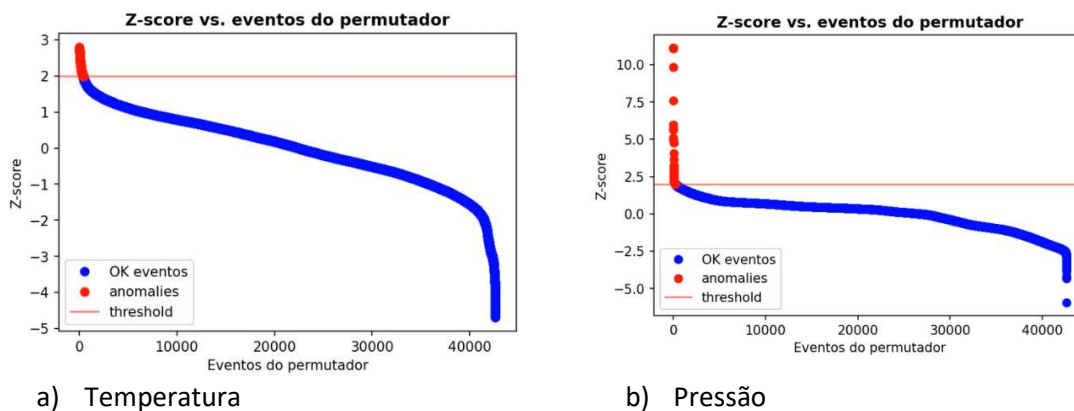 Z-score vs. eventos do permutador
3
2
1
0
−1
−2
−3
−4
−5
Z-score
OK eventos
anomalies
threshold
0 10000 20000 30000 40000
Eventos do permutador
a) Temperatura
Z-score vs. eventos do permutador
10.0
7.5
5.0
2.5
0.0
−2.5
−5.0
Z-score
OK eventos
anomalies
threshold
0 10000 20000 30000 40000
Eventos do permutador
b) Pressão